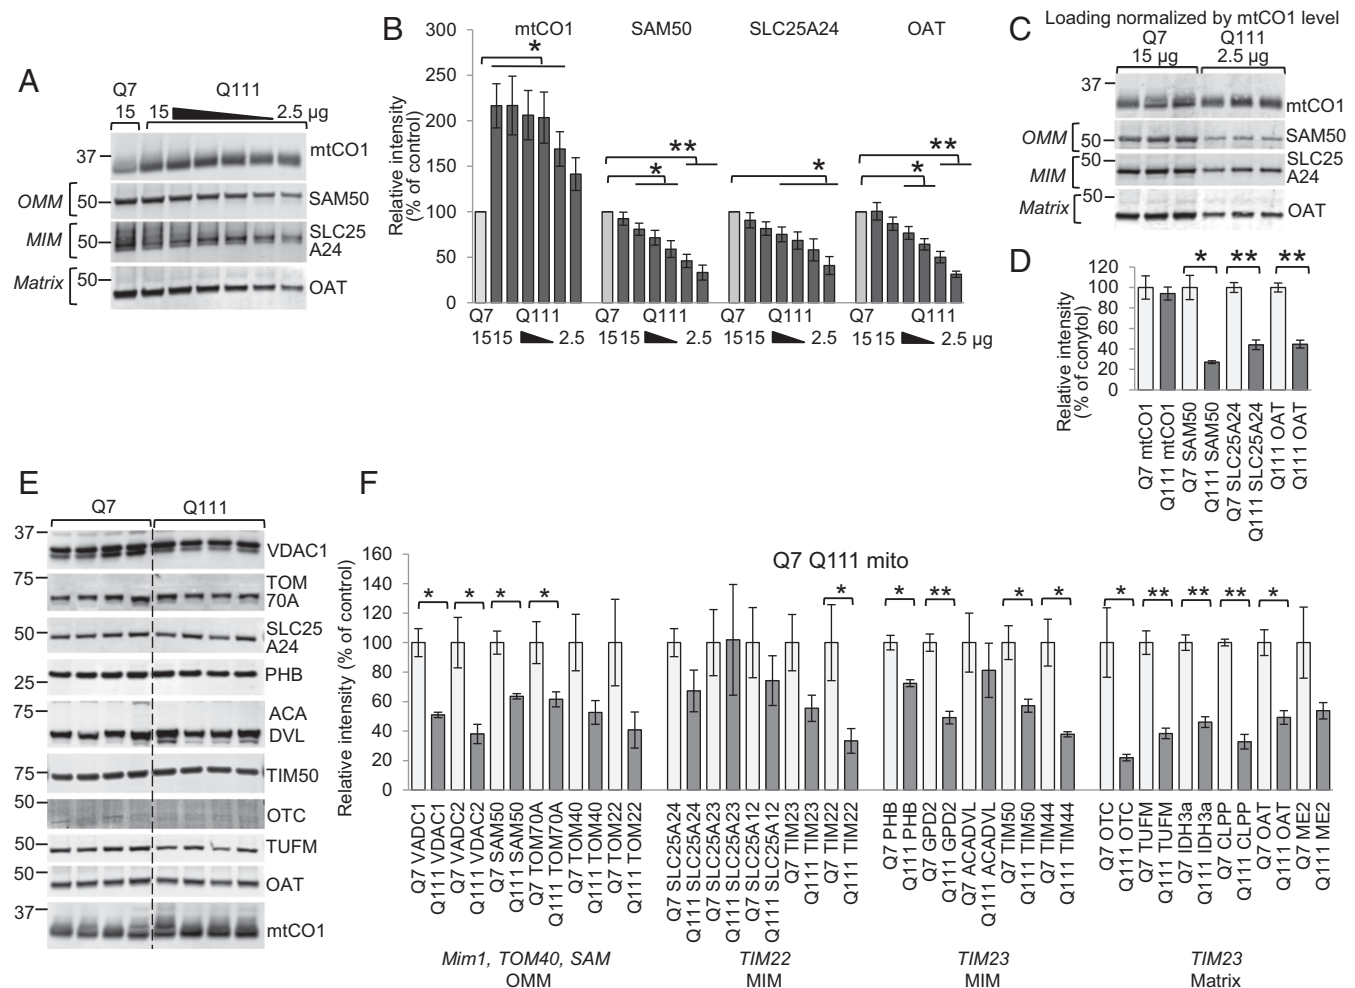 A
Q7
Q111
15
15
2.5 µg
37
mtCO1
OMM
50
SAM50
MIM
50
SLC25
A24
Matrix
50
OAT
B
mtCO1
SAM50
SLC25A24
OAT
Relative intensity
(% of control)
300
250
200
150
100
50
0
*
**
*
*
**
*
Q7
Q111
Q7
Q111
Q7
Q111
Q7
Q111
15 15
2.5
15 15
2.5
15 15
2.5
15 15
2.5 µg
C
Loading normalized by mtCO1 level
Q7
Q111
15 µg
2.5 µg
37
mtCO1
OMM
50
SAM50
MIM
50
SLC25
A24
Matrix
50
OAT
D
Relative intensity
(% of conytol)
120
100
80
60
40
20
0
*
**
**
Q7 mtCO1
Q111 mtCO1
Q7 SAM50
Q111 SAM50
Q7 SLC25A24
Q111 SLC25A24
Q111 OAT
Q111 OAT
E
Q7
Q111
37
VDAC1
75
TOM
70A
50
SLC25
A24
25
PHB
75
ACA
DVL
75
TIM50
50
OTC
50
TUFM
50
OAT
37
mtCO1
F
Q7 Q111 mito
Relative intensity (% of control)
160
140
120
100
80
60
40
20
0
*
*
*
*
*
*
**
*
*
*
**
**
**
*
Q7 VADC1
Q111 VDAC1
Q7 VADC2
Q111 VDAC2
Q7 SAM50
Q111 SAM50
Q7 TOM70A
Q111 TOM70A
Q7 TOM40
Q111 TOM40
Q7 TOM22
Q111 TOM22
Q7 SLC25A24
Q111 SLC25A24
Q7 SLC25A23
Q111 SLC25A23
Q7 SLC25A12
Q111 SLC25A12
Q7 TIM23
Q111 TIM23
Q7 TIM22
Q111 TIM22
Q7 PHB
Q111 PHB
Q7 GPD2
Q111 GPD2
Q7 ACADVL
Q111 ACADVL
Q7 TIM50
Q111 TIM50
Q7 TIM44
Q111 TIM44
Q7 OTC
Q111 OTC
Q7 TUFM
Q111 TUFM
Q7 IDH3a
Q111 IDH3a
Q7 CLPP
Q111 CLPP
Q7 OAT
Q111 OAT
Q7 ME2
Q111 ME2
Mim1, TOM40, SAM
OMM
TIM22
MIM
TIM23
MIM
TIM23
Matrix